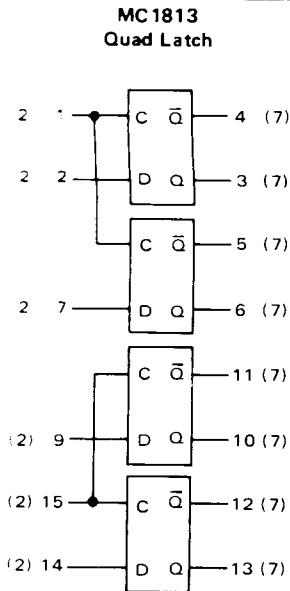 MC1813
Quad Latch
2 1 C Q̅ 4 (7)
2 2 D Q 3 (7)
C Q̅ 5 (7)
2 7 D Q 6 (7)
C Q̅ 11 (7)
(2) 9 D Q 10 (7)
(2) 15 C Q̅ 12 (7)
(2) 14 D Q 13 (7)